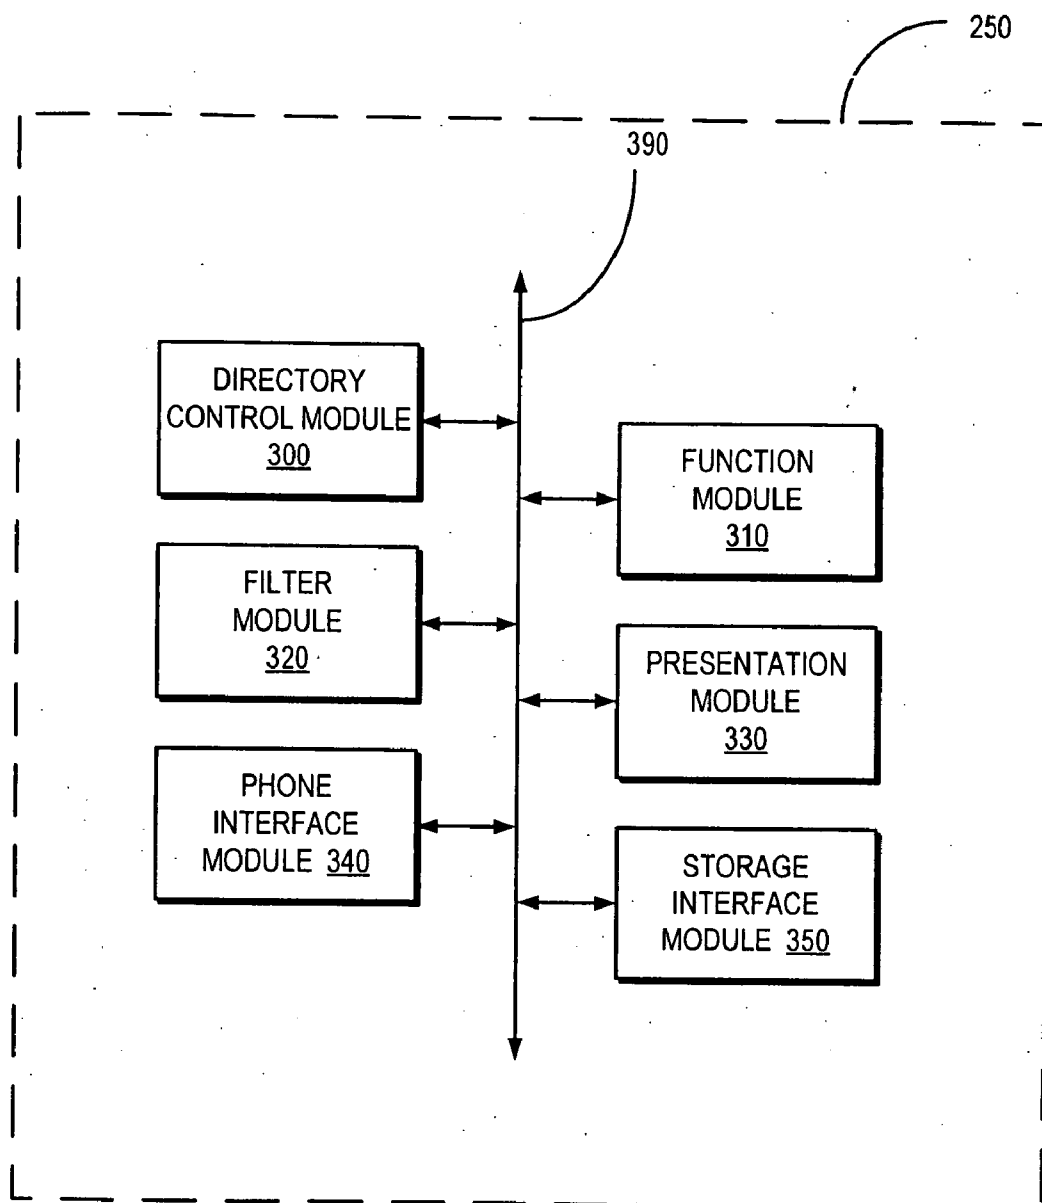 250
390
DIRECTORY
CONTROL MODULE
300
FUNCTION
MODULE
310
FILTER
MODULE
320
PRESENTATION
MODULE
330
PHONE
INTERFACE
MODULE 340
STORAGE
INTERFACE
MODULE 350